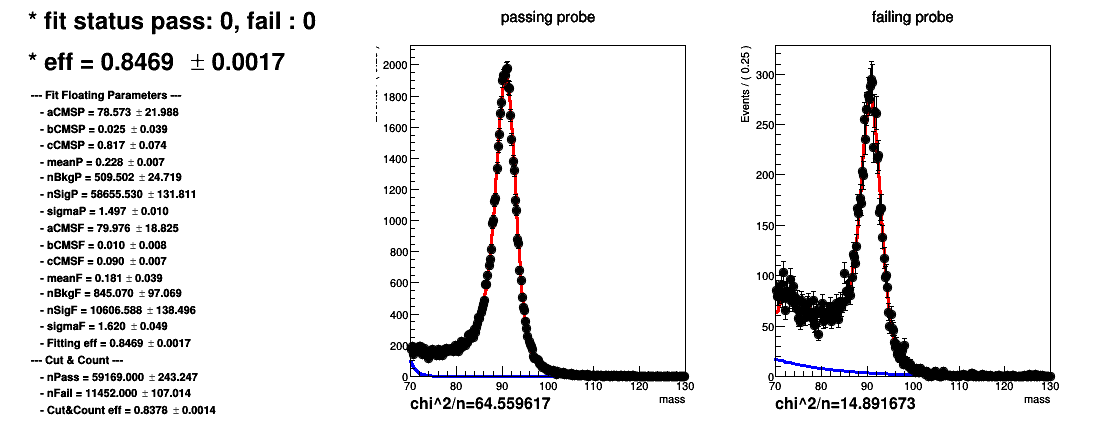 * fit status pass: 0, fail : 0
* eff = 0.8469 ± 0.0017
--- Fit Floating Parameters ---
- aCMSP = 78.573 ± 21.988
- bCMSP = 0.025 ± 0.039
- cCMSP = 0.817 ± 0.074
- meanP = 0.228 ± 0.007
- nBkgP = 509.502 ± 24.719
- nSigP = 58655.530 ± 131.811
- sigmaP = 1.497 ± 0.010
- aCMSF = 79.976 ± 18.825
- bCMSF = 0.010 ± 0.008
- cCMSF = 0.090 ± 0.007
- meanF = 0.181 ± 0.039
- nBkgF = 845.070 ± 97.069
- nSigF = 10606.588 ± 138.496
- sigmaF = 1.620 ± 0.049
- Fitting eff = 0.8469 ± 0.0017
--- Cut & Count ---
- nPass = 59169.000 ± 243.247
- nFail = 11452.000 ± 107.014
- Cut&Count eff = 0.8378 ± 0.0014
passing probe
2000
1800
1600
1400
1200
1000
800
600
400
200
0
70 80 90 100 110 120 130
mass
chi^2/n=64.559617
failing probe
Events / ( 0.25 )
300
250
200
150
100
50
0
70 80 90 100 110 120 130
mass
chi^2/n=14.891673